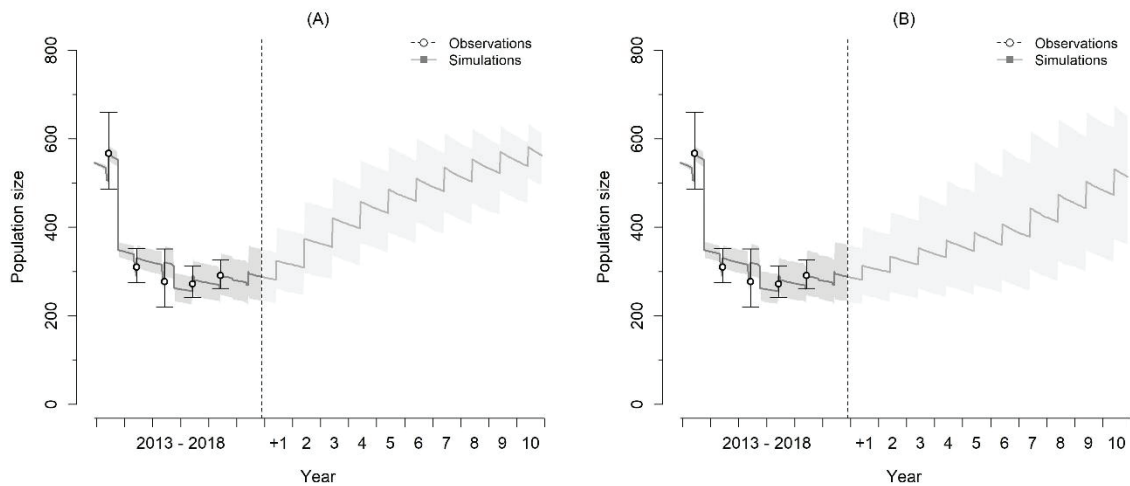 (A)
Observations
Simulations
Population size
0
200
400
600
800
2013 - 2018
+1 2 3 4 5 6 7 8 9 10
Year
(B)
Observations
Simulations
Population size
0
200
400
600
800
2013 - 2018
+1 2 3 4 5 6 7 8 9 10
Year